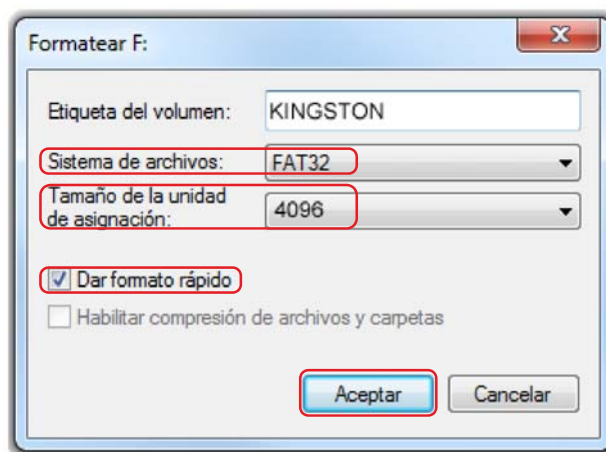 Formatear F:
Etiqueta del volumen: KINGSTON
Sistema de archivos: FAT32
Tamaño de la unidad
de asignación: 4096
Dar formato rápido
Habilitar compresión de archivos y carpetas
Aceptar Cancelar